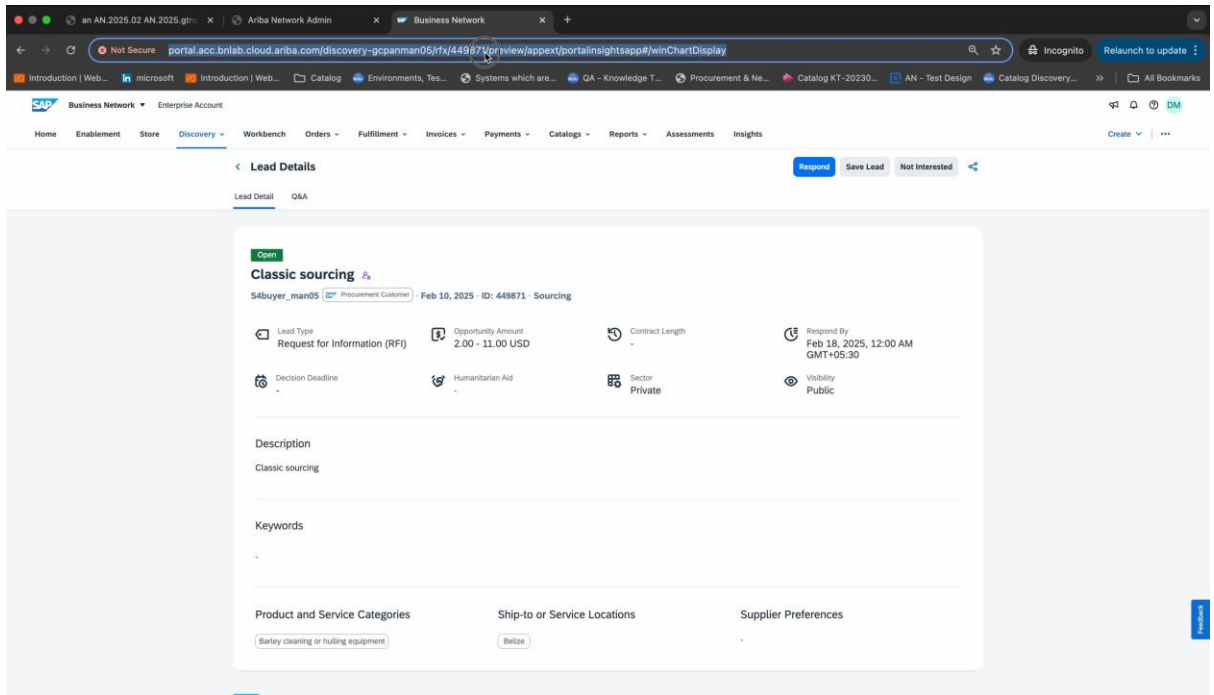 an AN.2025.02 AN.2025.gtru
Ariba Network Admin
SAP Business Network
Not Secure portal.acc.bnlab.cloud.ariba.com/discovery-gcpanman05/rfx/449871/preview/appext/portalinsightsapp#/winChartDisplay
Incognito
Relaunch to update
Introduction | Web... microsoft Introduction | Web... Catalog Environments, Tes... Systems which are... QA - Knowledge T... Procurement & Ne... Catalog KT-20230... AN - Test Design Catalog Discovery... » All Bookmarks
SAP Business Network Enterprise Account DM
Home Enablement Store Discovery Workbench Orders Fulfillment Invoices Payments Catalogs Reports Assessments Insights Create
Lead Details Respond Save Lead Not Interested
Lead Detail Q&A
Open
Classic sourcing
S4buyer_man05 SAP Procurement Customer - Feb 10, 2025 · ID: 449871 · Sourcing
Lead Type
Request for Information (RFI)
Opportunity Amount
2.00 - 11.00 USD
Contract Length
-
Respond By
Feb 18, 2025, 12:00 AM
GMT+05:30
Decision Deadline
-
Humanitarian Aid
-
Sector
Private
Visibility
Public
Description
Classic sourcing
Keywords
-
Product and Service Categories
Barley cleaning or hulling equipment
Ship-to or Service Locations
Belize
Supplier Preferences
-
Feedback